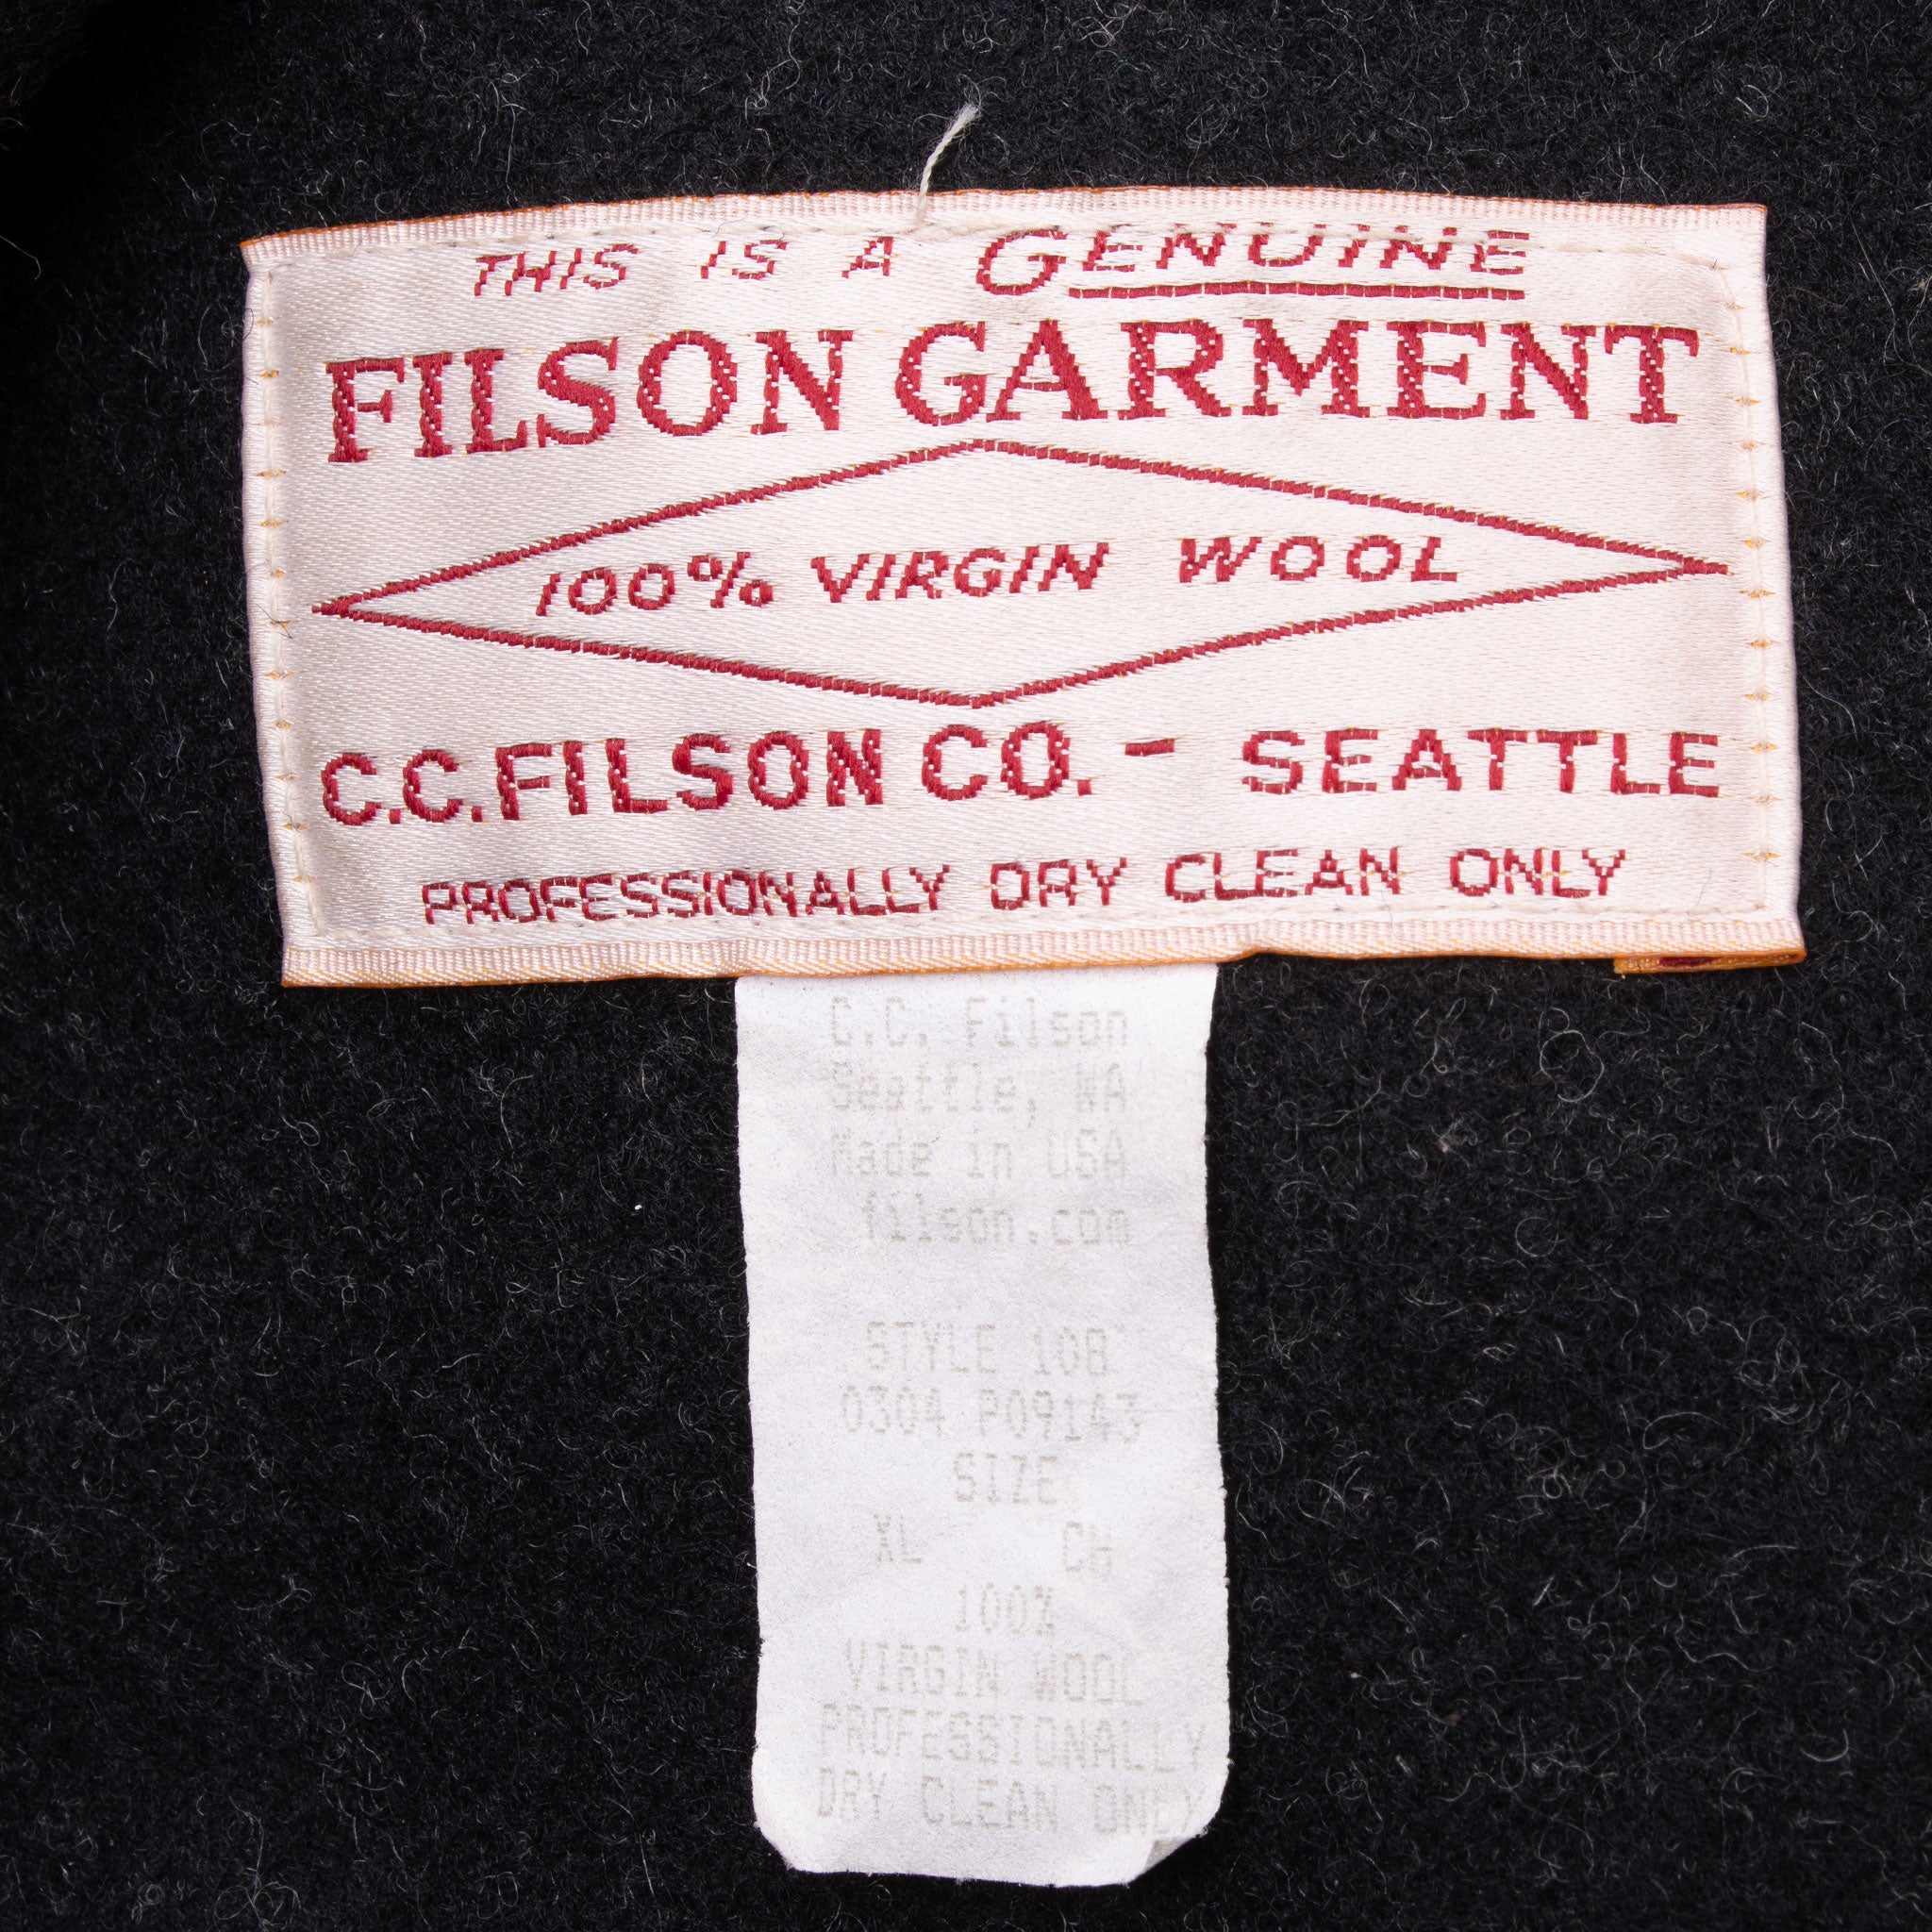 THIS IS A GENUINE
FILSON GARMENT
100% VIRGIN WOOL
C.C. FILSON CO. - SEATTLE
PROFESSIONALLY DRY CLEAN ONLY
C.C. Filson
Seattle, WA
Made in USA
filson.com
STYLE 10B
0304 P09143
SIZE
XL CH
100%
VIRGIN WOOL
PROFESSIONALLY
DRY CLEAN ONLY